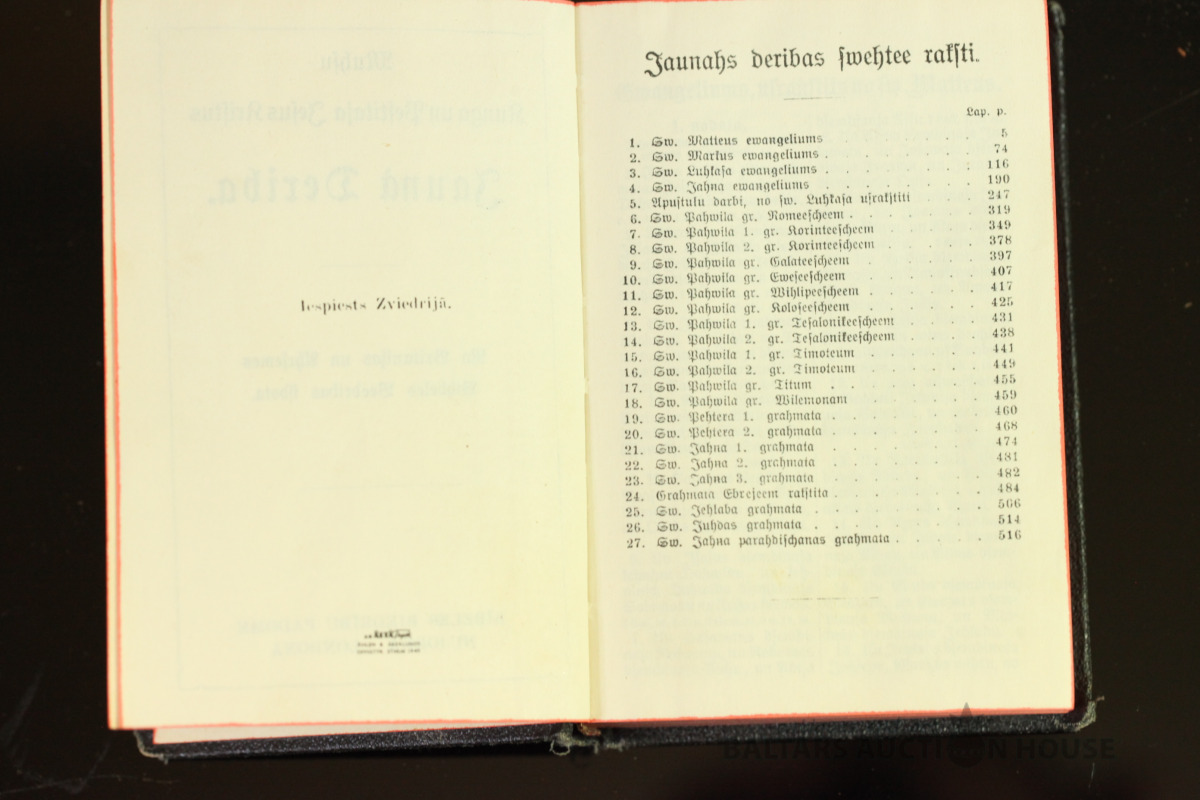 Iespiests Zviedrijā.
Jaunahs deribas ſwehtee rakſti.
Lap. p.
1. Sw. Matteus ewangeliums 5
2. Sw. Markus ewangeliums . . . . . . . 74
3. Sw. Luhkaſa ewangeliums . . . . . . . 116
4. Sw. Jahna ewangeliums . . . . . . . 190
5. Apuſtulu darbi, no ſw. Luhkaſa uſrakſtiti 247
6. Sw. Pahwila gr. Romeeſcheem . . . . . . 319
7. Sw. Pahwila 1. gr. Korinteeſcheem . . . . . 349
8. Sw. Pahwila 2. gr. Korinteeſcheem . . . . . 378
9. Sw. Pahwila gr. Galateeſcheem . . . . . 397
10. Sw. Pahwila gr. Eweſeeſcheem . . . . . 407
11. Sw. Pahwila gr. Wihlipeeſcheem . . . . . . 417
12. Sw. Pahwila gr. Koloſeeſcheem . . . . . . 425
13. Sw. Pahwila 1. gr. Teſalonikeeſcheem . . . . 431
14. Sw. Pahwila 2. gr. Teſalonikeeſcheem . . . . 438
15. Sw. Pahwila 1. gr. Timoteum . . . . . . 441
16. Sw. Pahwila 2. gr. Timoteum . . . . . . 449
17. Sw. Pahwila gr. Titum . . . . . . . 455
18. Sw. Pahwila gr. Wilemonam . . . . . . 459
19. Sw. Pehtera 1. grahmata . . . . . . . 460
20. Sw. Pehtera 2. grahmata . . . . . . . 468
21. Sw. Jahna 1. grahmata . . . . . . . 474
22. Sw. Jahna 2. grahmata . . . . . . . 481
23. Sw. Jahna 3. grahmata . . . . . . . 482
24. Grahmata Ebrejeem rakſtita . . . . . . . 484
25. Sw. Jehkaba grahmata . . . . . . . . 506
26. Sw. Juhdas grahmata . . . . . . . . 514
27. Sw. Jahna parahdiſchanas grahmata . . . . . 516
BALTARS AUCTION HOUSE